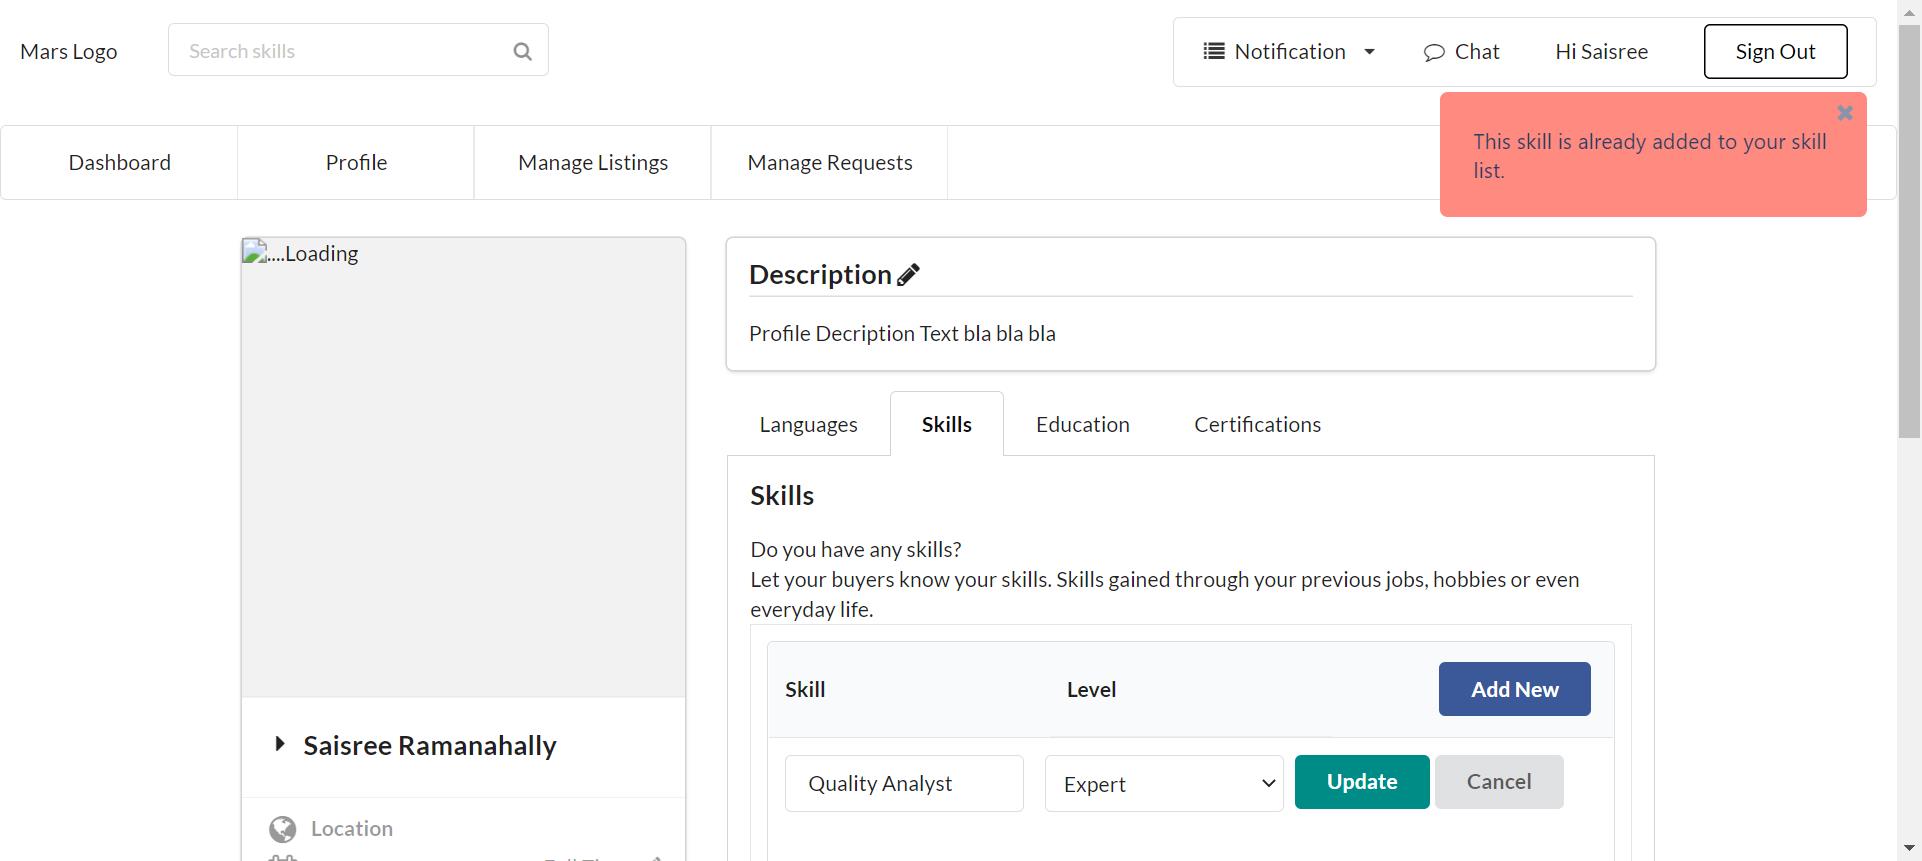 Mars Logo
Search skills
Notification
Chat
Hi Saisree
Sign Out
This skill is already added to your skill
list.
Dashboard
Profile
Manage Listings
Manage Requests
....Loading
Description
Profile Decription Text bla bla bla
Languages
Skills
Education
Certifications
Skills
Do you have any skills?
Let your buyers know your skills. Skills gained through your previous jobs, hobbies or even
everyday life.
Skill
Level
Add New
Quality Analyst
Expert
Update
Cancel
Saisree Ramanahally
Location